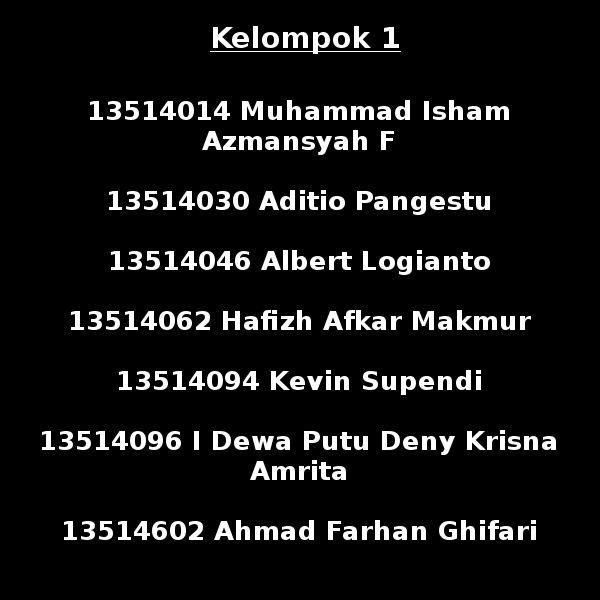 Kelompok 1
13514014 Muhammad Isham
Azmansyah F
13514030 Aditio Pangestu
13514046 Albert Logianto
13514062 Hafizh Afkar Makmur
13514094 Kevin Supendi
13514096 I Dewa Putu Deny Krisna
Amrita
13514602 Ahmad Farhan Ghifari